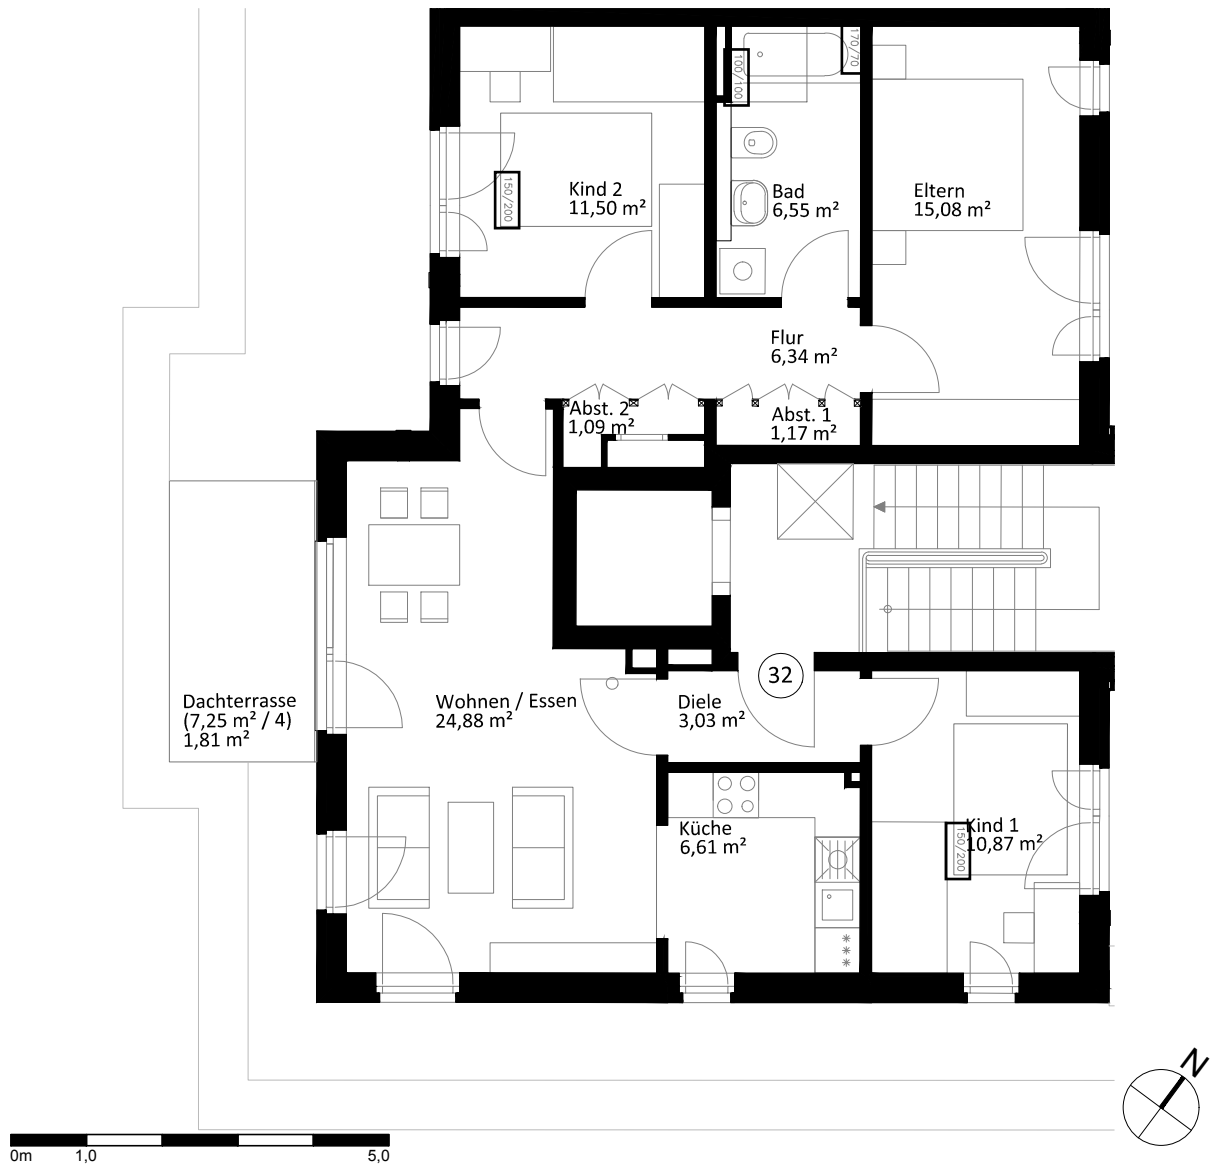 170/70
100/100
150/200
Kind 2
11,50 m²
Bad
6,55 m²
Eltern
15,08 m²
Flur
6,34 m²
Abst. 2
1,09 m²
Abst. 1
1,17 m²
Dachterrasse
(7,25 m² / 4)
1,81 m²
Wohnen / Essen
24,88 m²
Diele
3,03 m²
32
Küche
6,61 m²
Kind 1
10,87 m²
150/200
N
0m 1,0 5,0